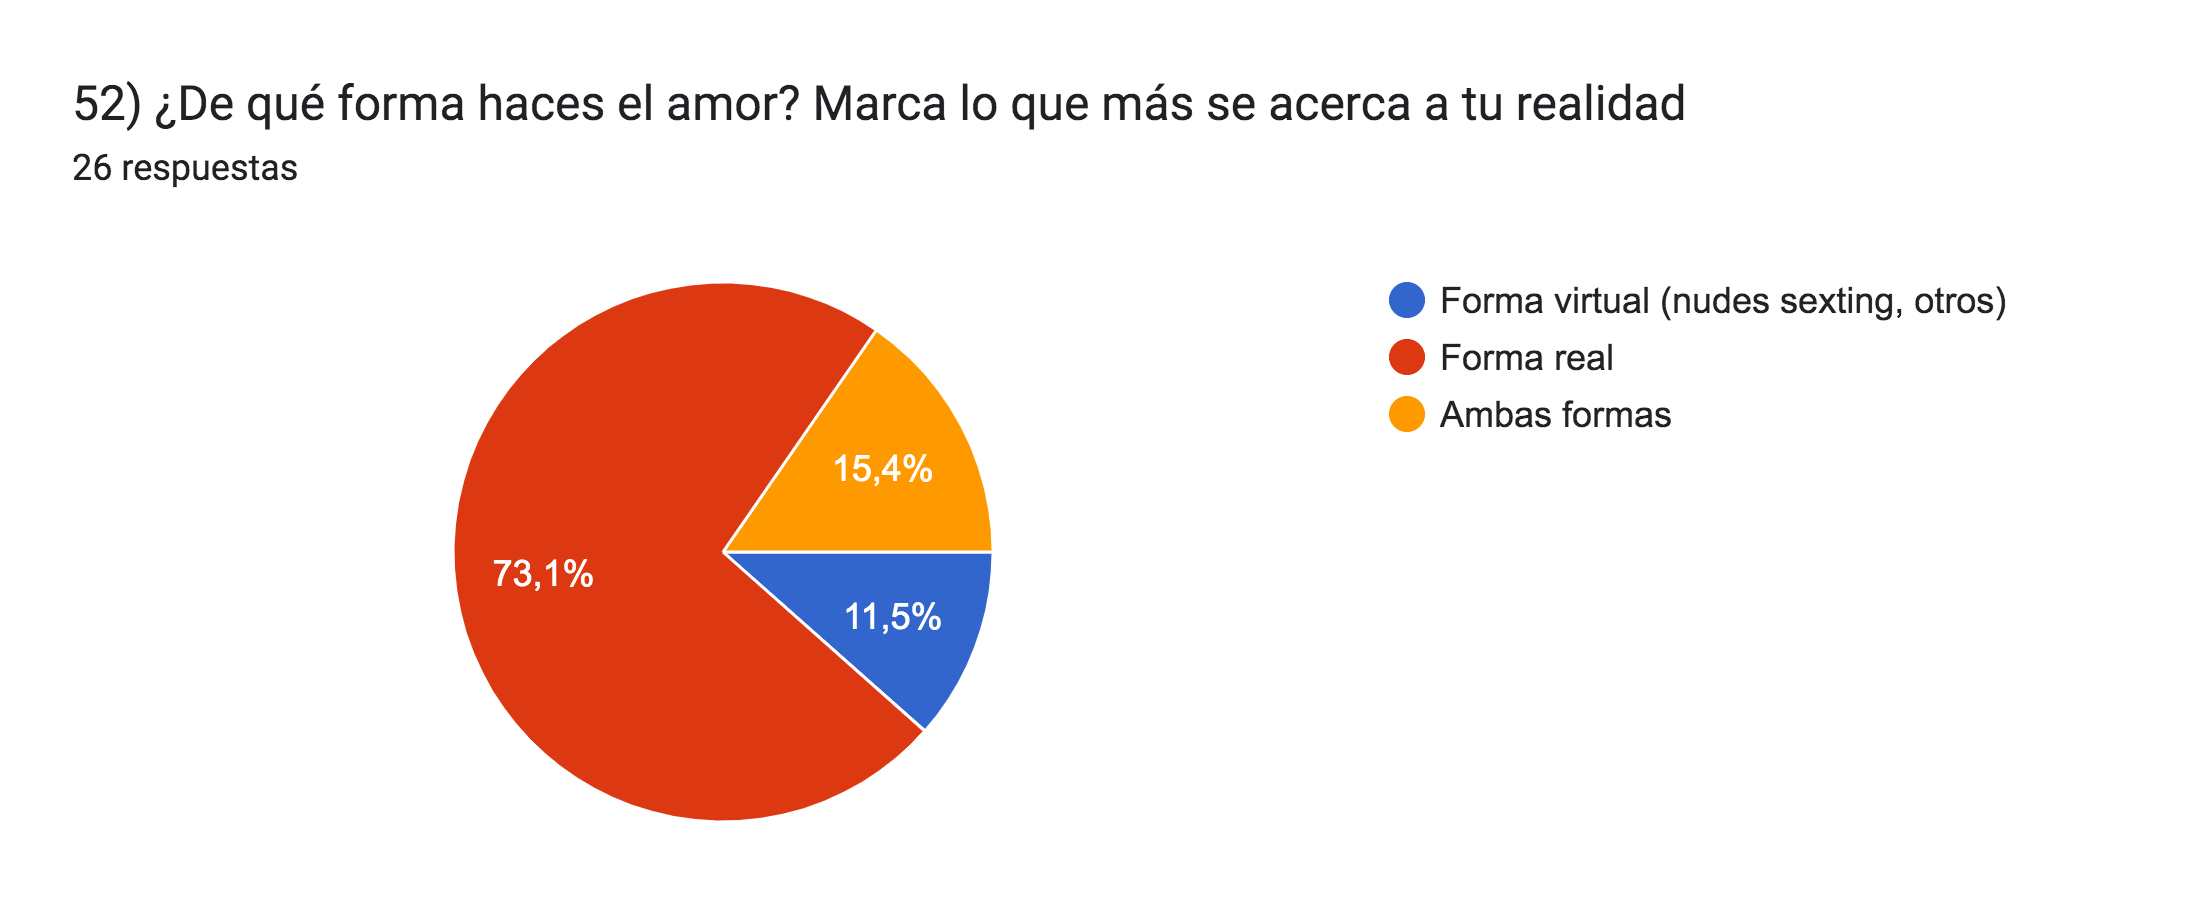 52) ¿De qué forma haces el amor? Marca lo que más se acerca a tu realidad
26 respuestas
Forma virtual (nudes sexting, otros)
Forma real
Ambas formas
15,4%
73,1%
11,5%